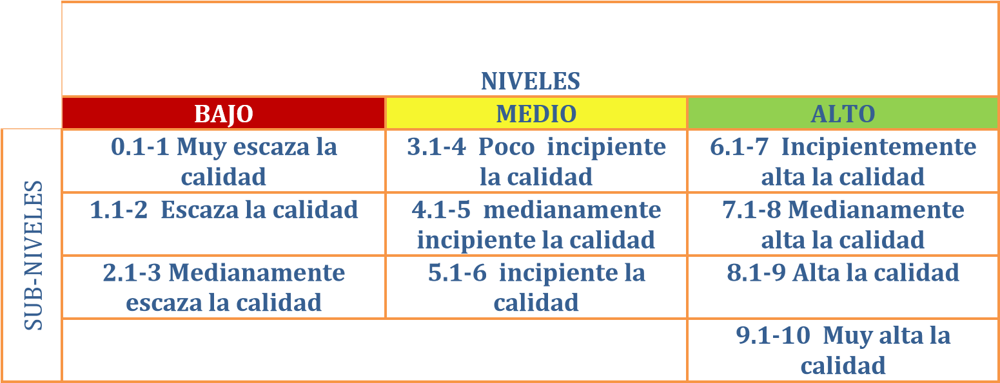 NIVELES
BAJO
MEDIO
ALTO
SUB-NIVELES
0.1-1 Muy escaza la
calidad
3.1-4 Poco incipiente
la calidad
6.1-7 Incipientemente
alta la calidad
1.1-2 Escaza la calidad
4.1-5 medianamente
incipiente la calidad
7.1-8 Medianamente
alta la calidad
2.1-3 Medianamente
escaza la calidad
5.1-6 incipiente la
calidad
8.1-9 Alta la calidad
9.1-10 Muy alta la
calidad